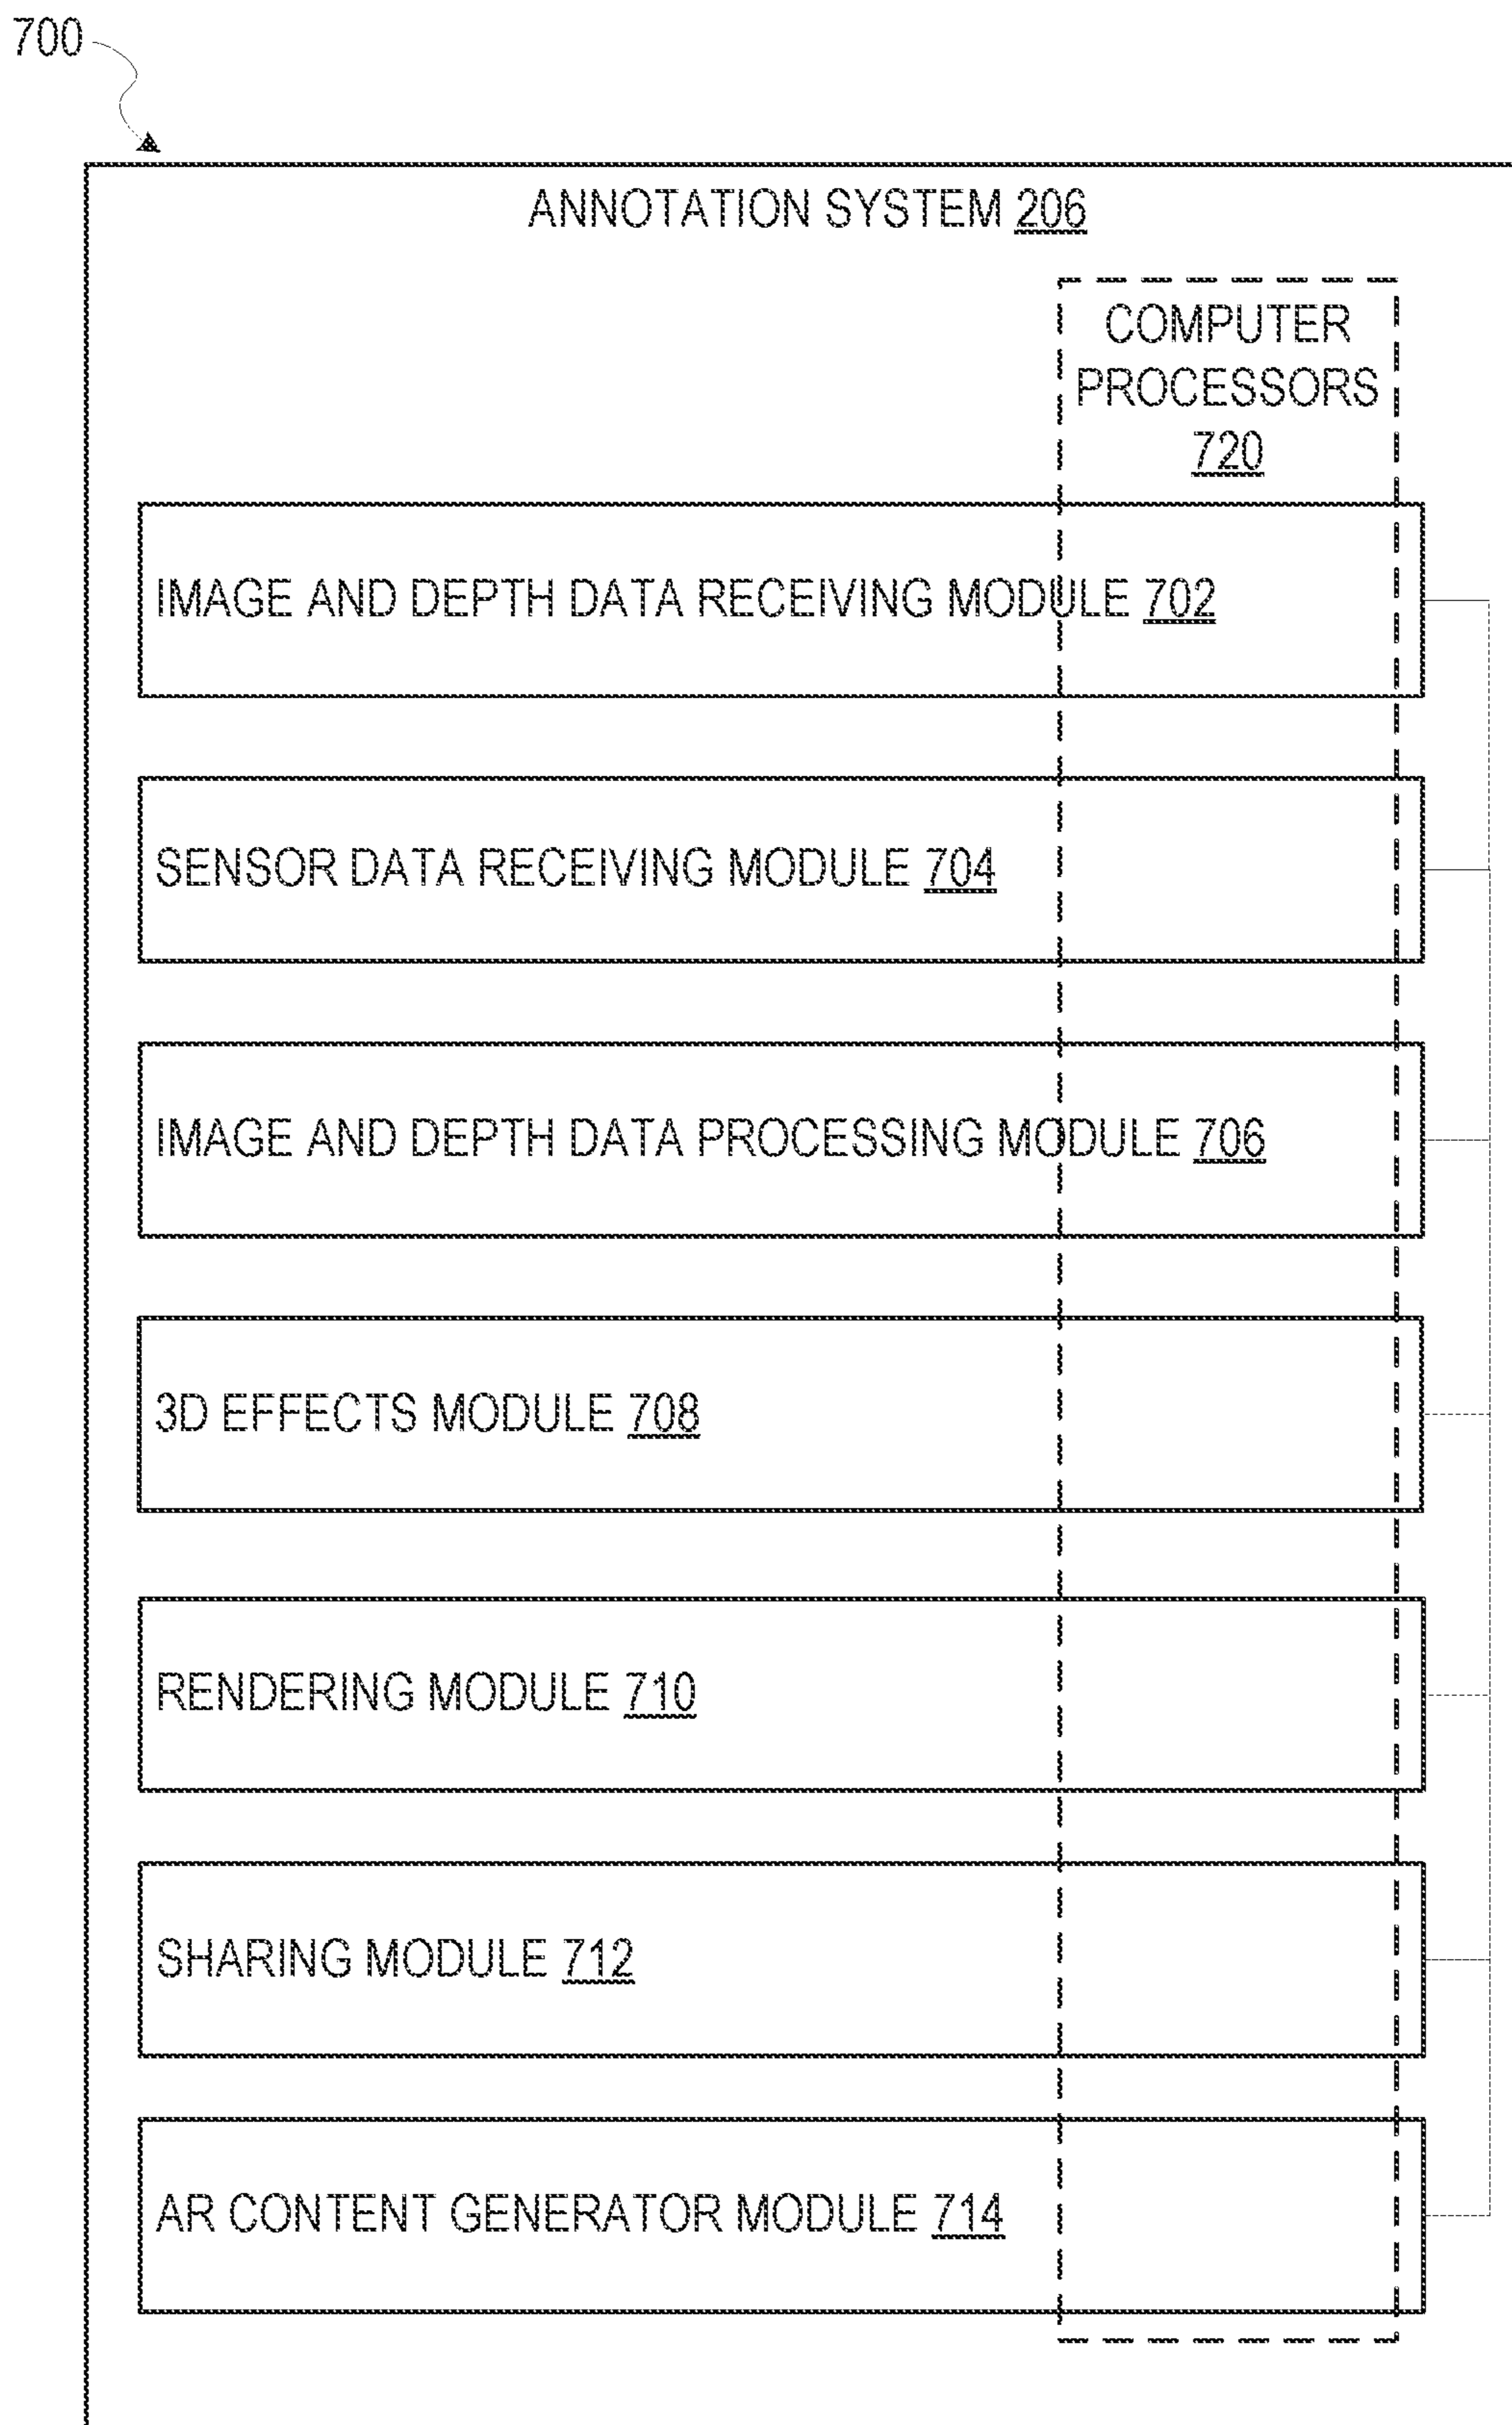 700
ANNOTATION SYSTEM 206
COMPUTER
PROCESSORS
720
IMAGE AND DEPTH DATA RECEIVING MODULE 702
SENSOR DATA RECEIVING MODULE 704
IMAGE AND DEPTH DATA PROCESSING MODULE 706
3D EFFECTS MODULE 708
RENDERING MODULE 710
SHARING MODULE 712
AR CONTENT GENERATOR MODULE 714